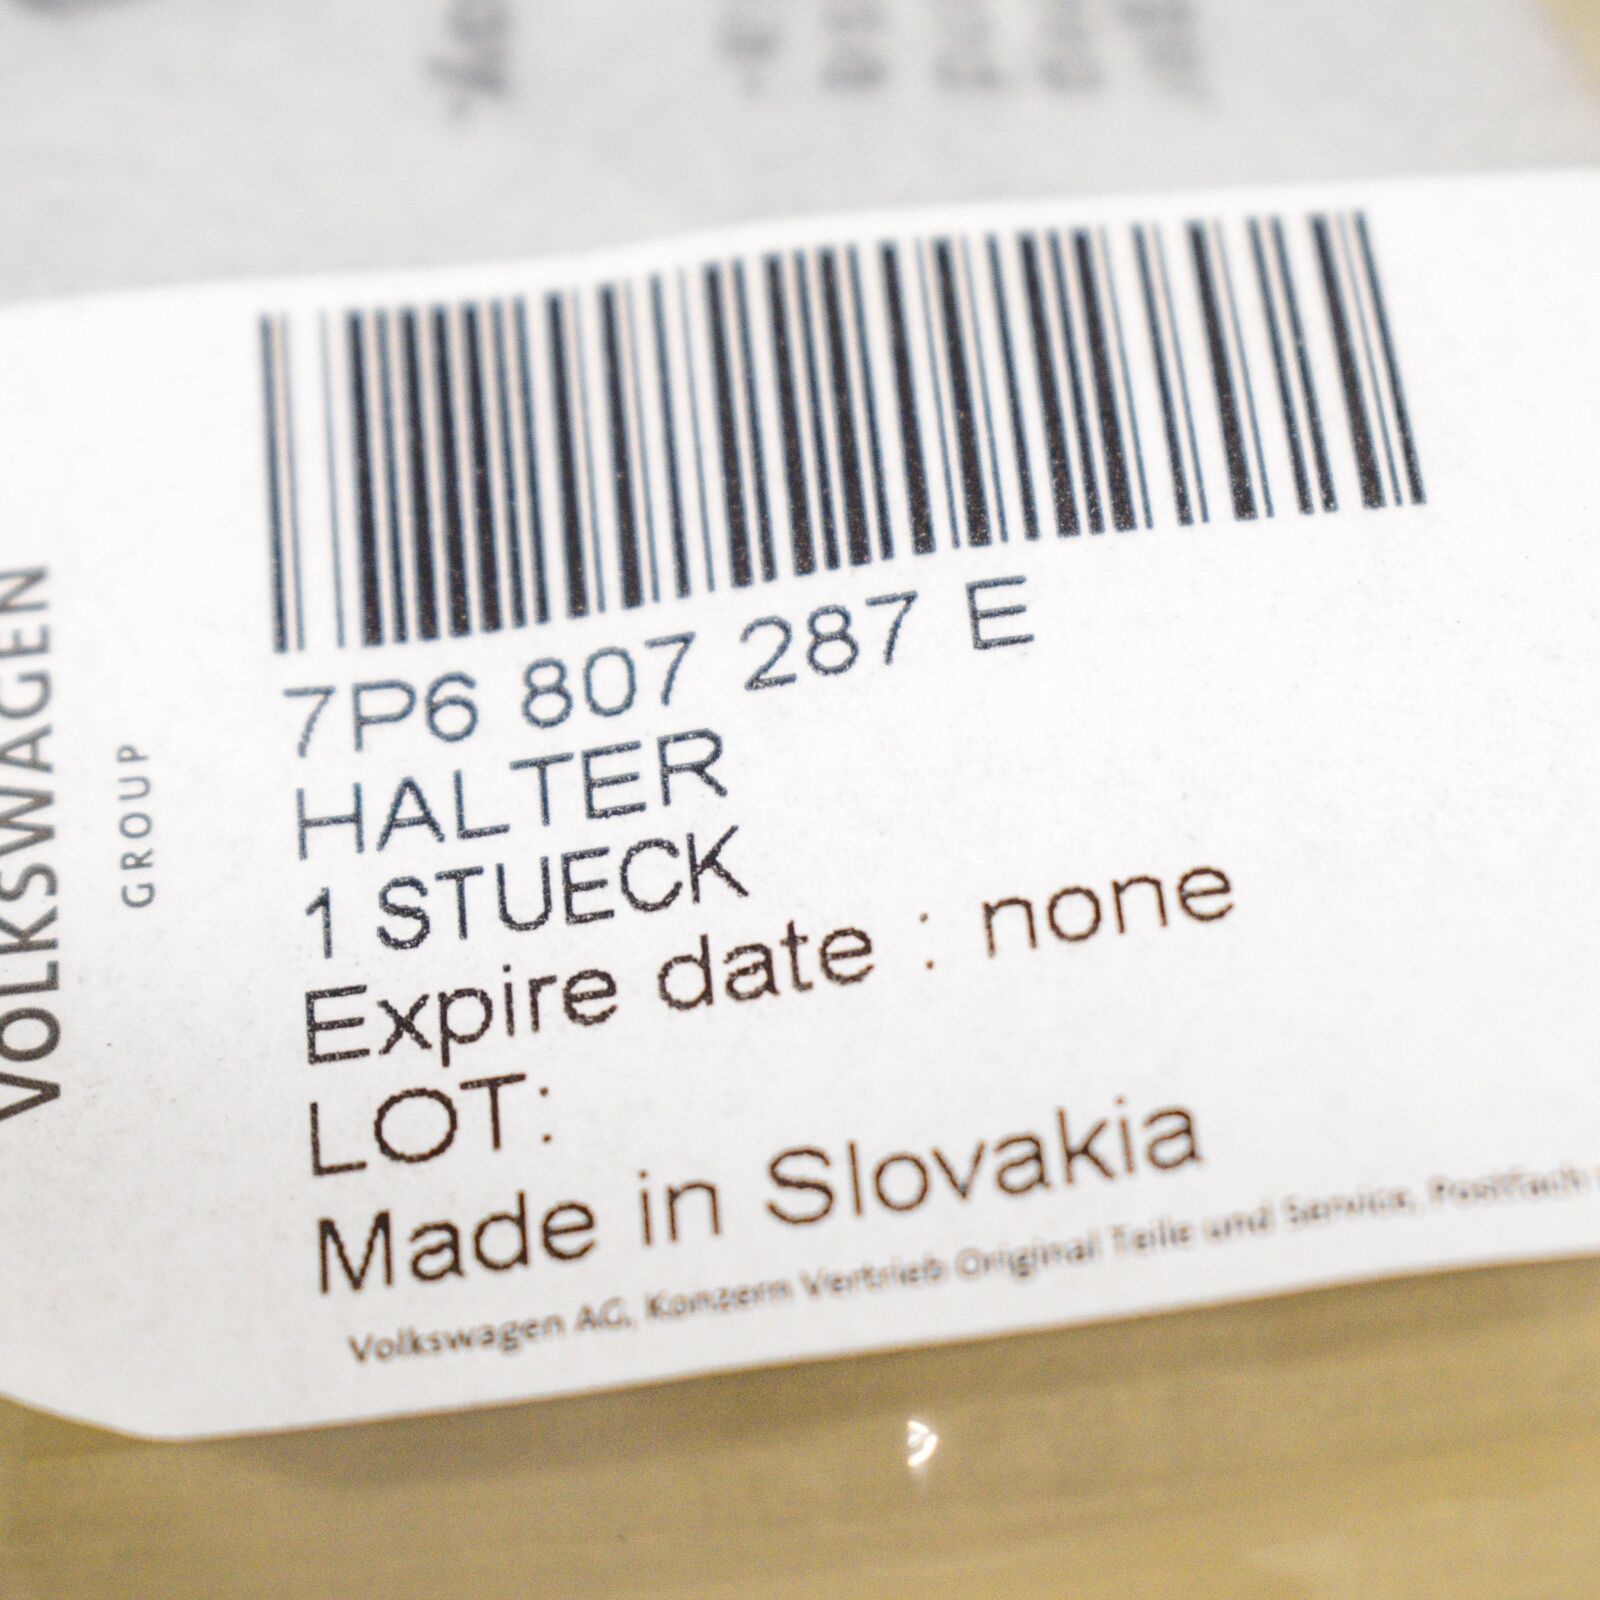 VOLKSWAGEN
GROUP
7P6 807 287 E
HALTER
1 STUECK
Expire date : none
LOT:
Made in Slovakia
Volkswagen AG, Konzern Vertrieb Original Teile und Service, Postfach